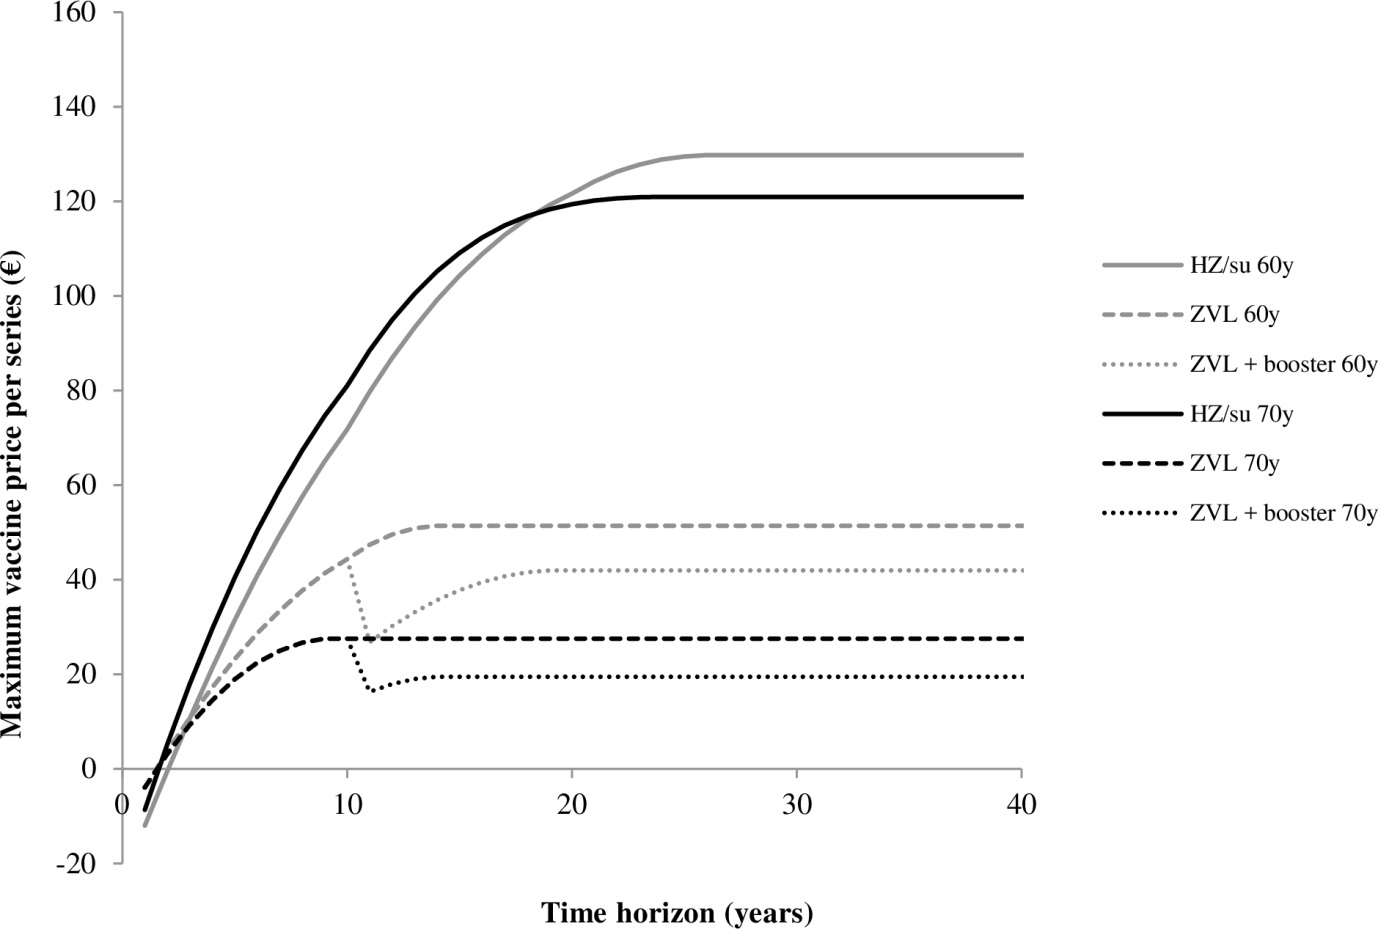 160
140
120
100
80
60
40
20
0
-20
0
10
20
30
40
Maximum vaccine price per series (€)
Time horizon (years)
HZ/su 60y
ZVL 60y
ZVL + booster 60y
HZ/su 70y
ZVL 70y
ZVL + booster 70y